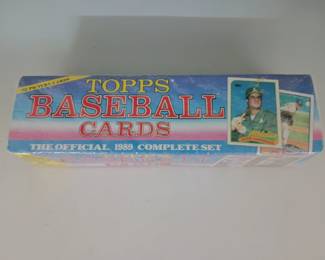 TOPPS
BASEBALL
CARDS
THE OFFICIAL 1989 COMPLETE SET